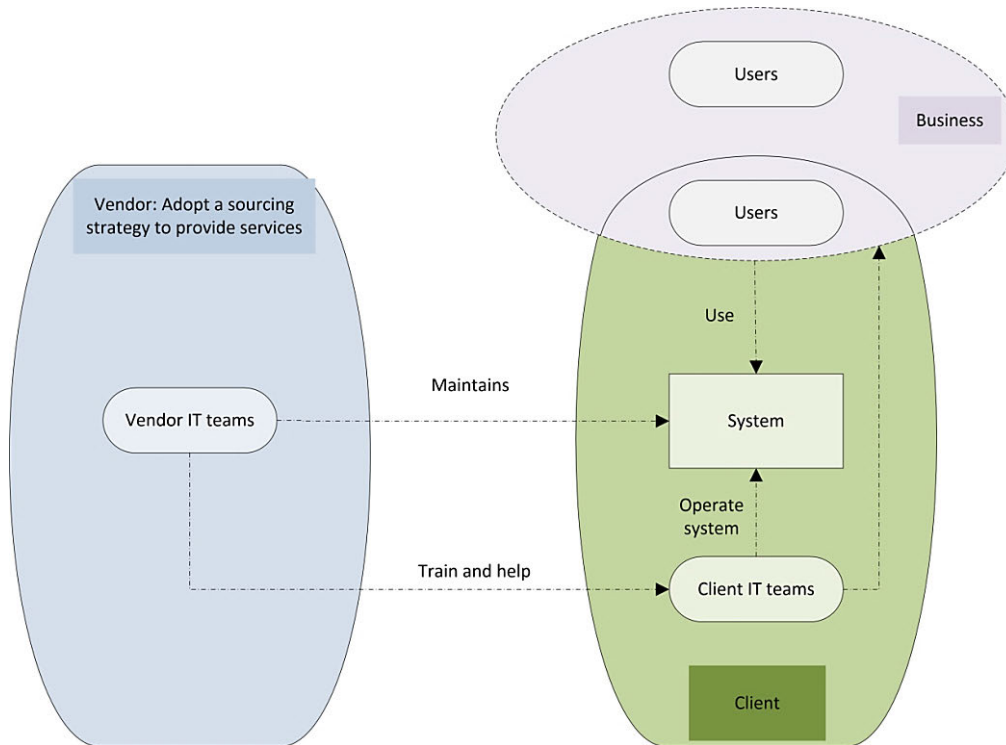 Users
Business
Vendor: Adopt a sourcing
strategy to provide services
Users
Use
Maintains
Vendor IT teams
System
Operate
system
Train and help
Client IT teams
Client